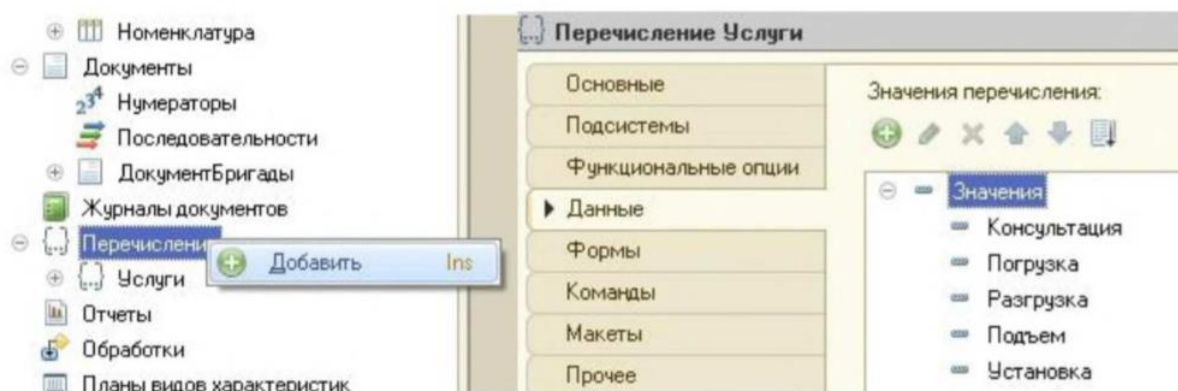 Номенклатура
Документы
Нумераторы
Последовательности
ДокументБригады
Журналы документов
Перечислени
Добавить Ins
Услуги
Отчеты
Обработки
Планы видов характеристик
Перечисление Услуги
Основные
Подсистемы
Функциональные опции
Данные
Формы
Команды
Макеты
Прочее
Значения перечисления:
Значения
Консультация
Погрузка
Разгрузка
Подъем
Установка